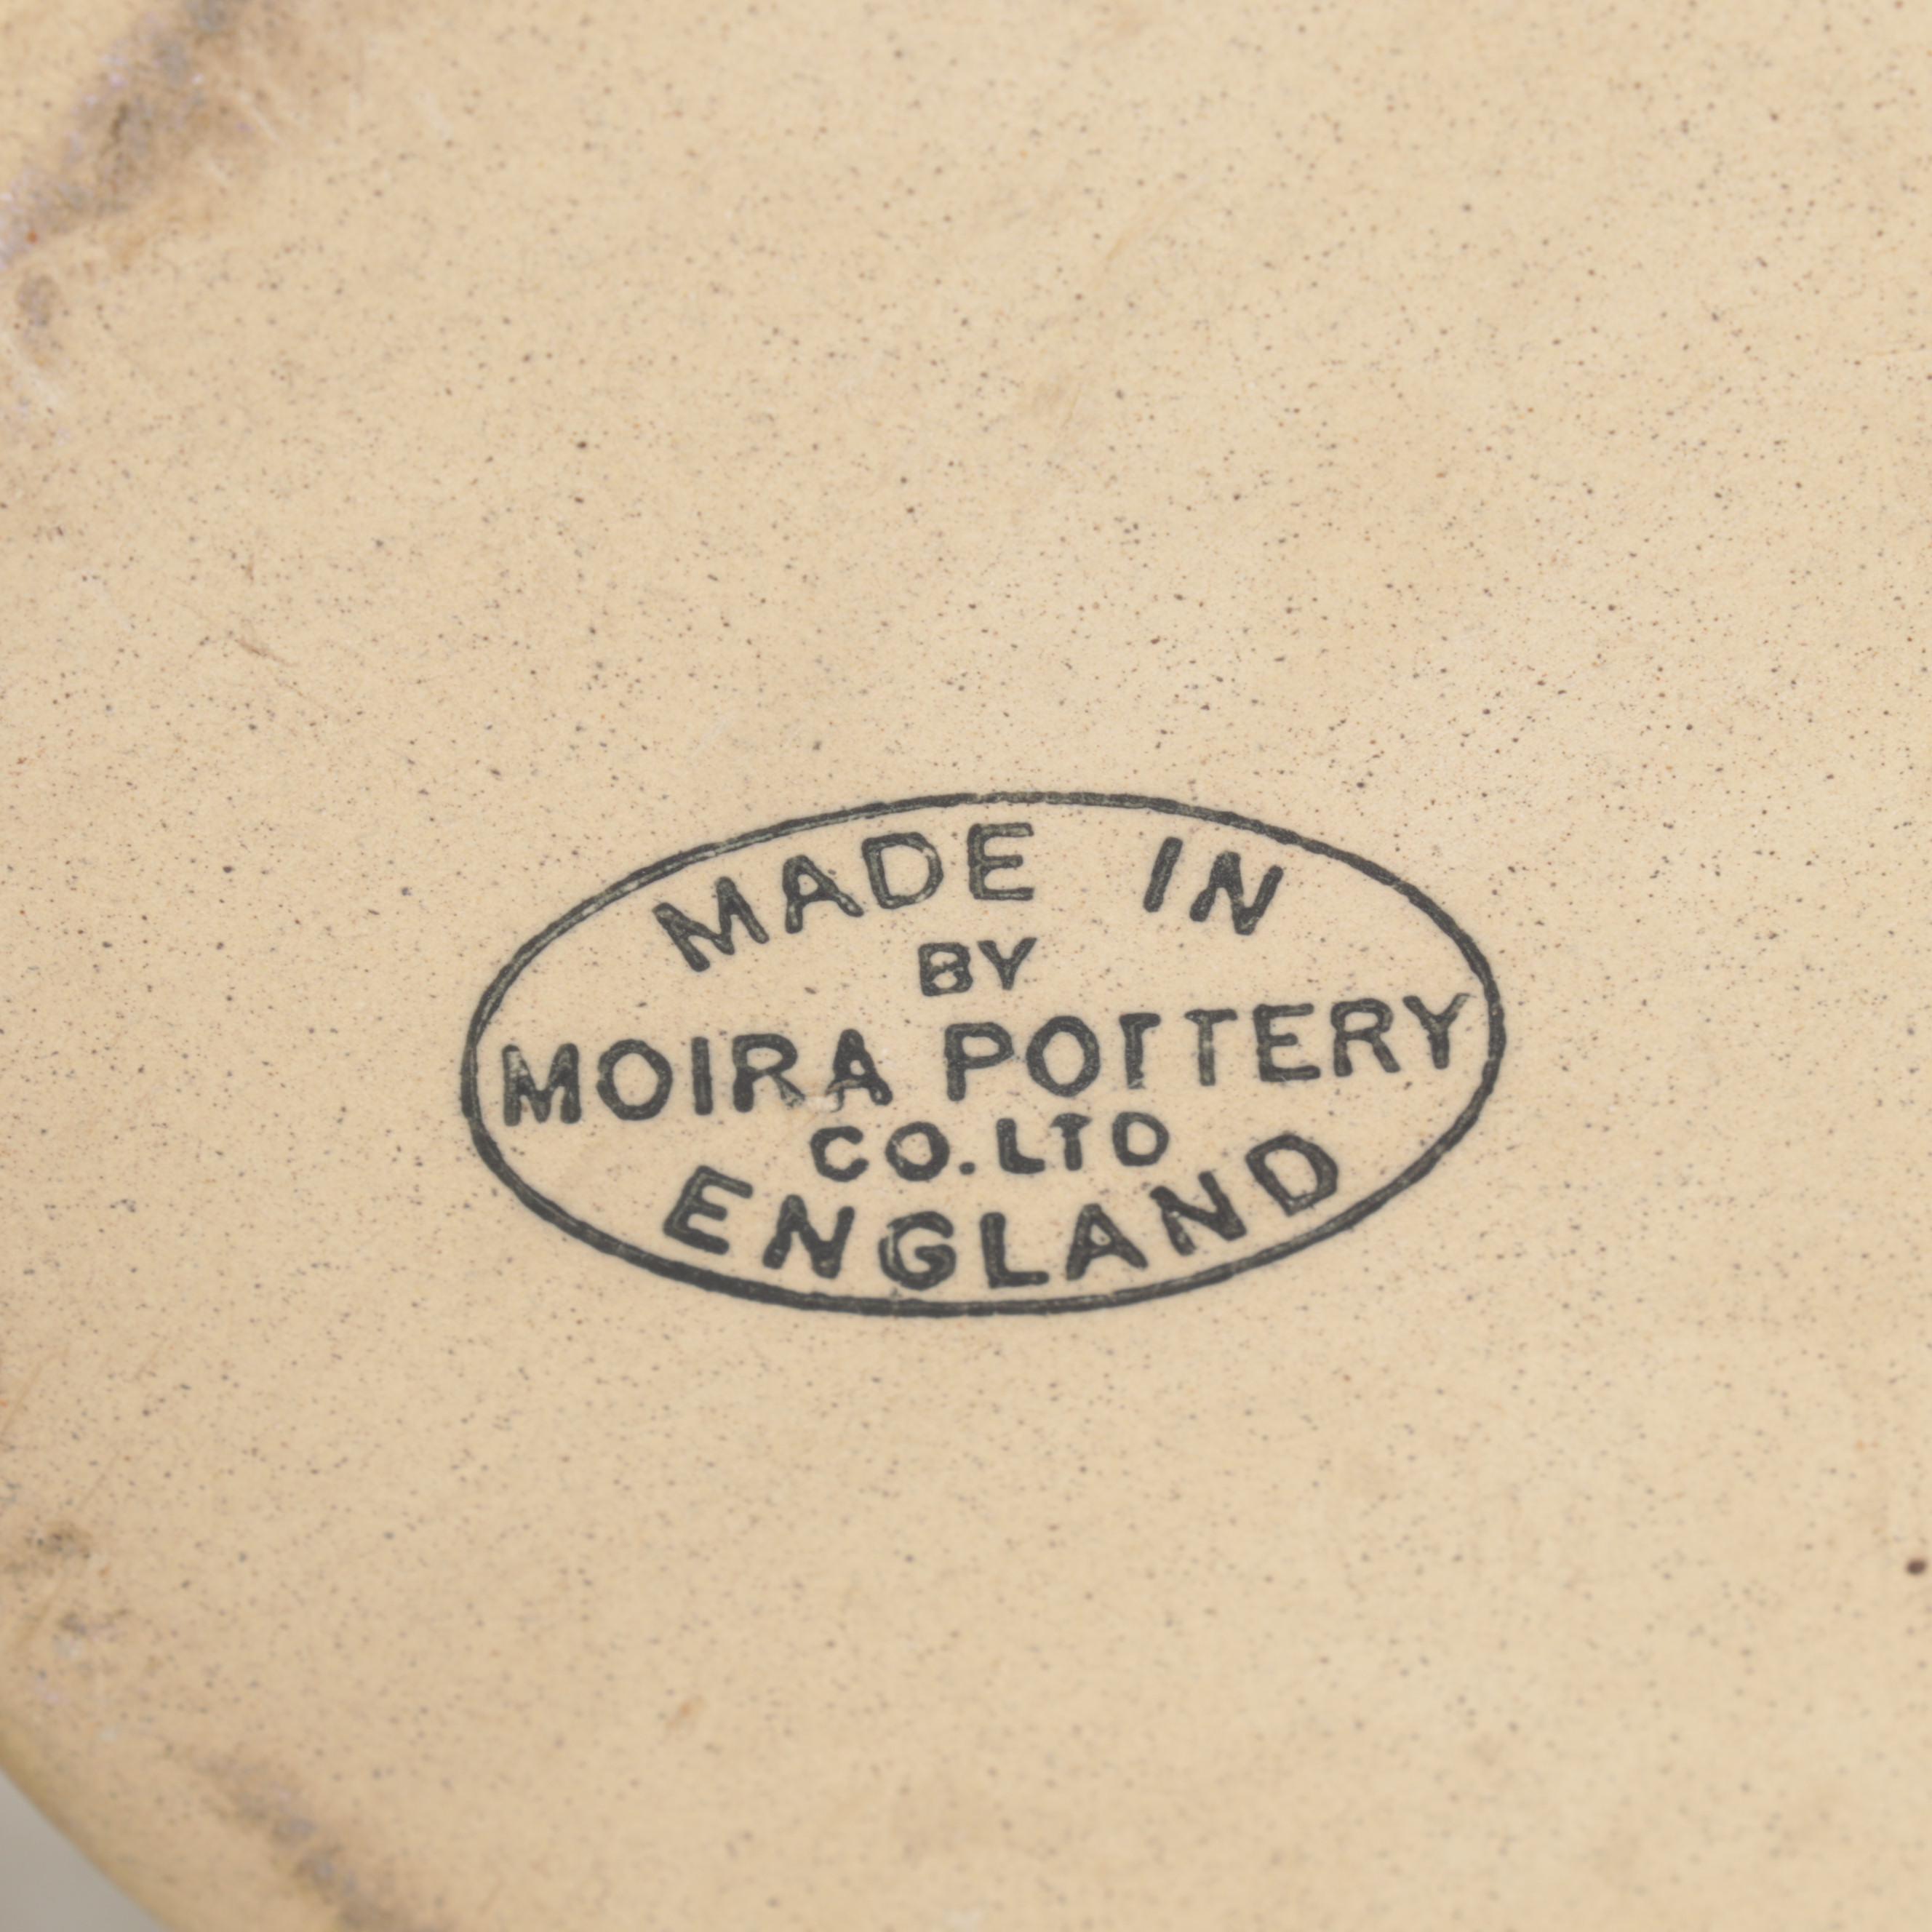 MADE IN
BY
MOIRA POTTERY
CO. LTD
ENGLAND